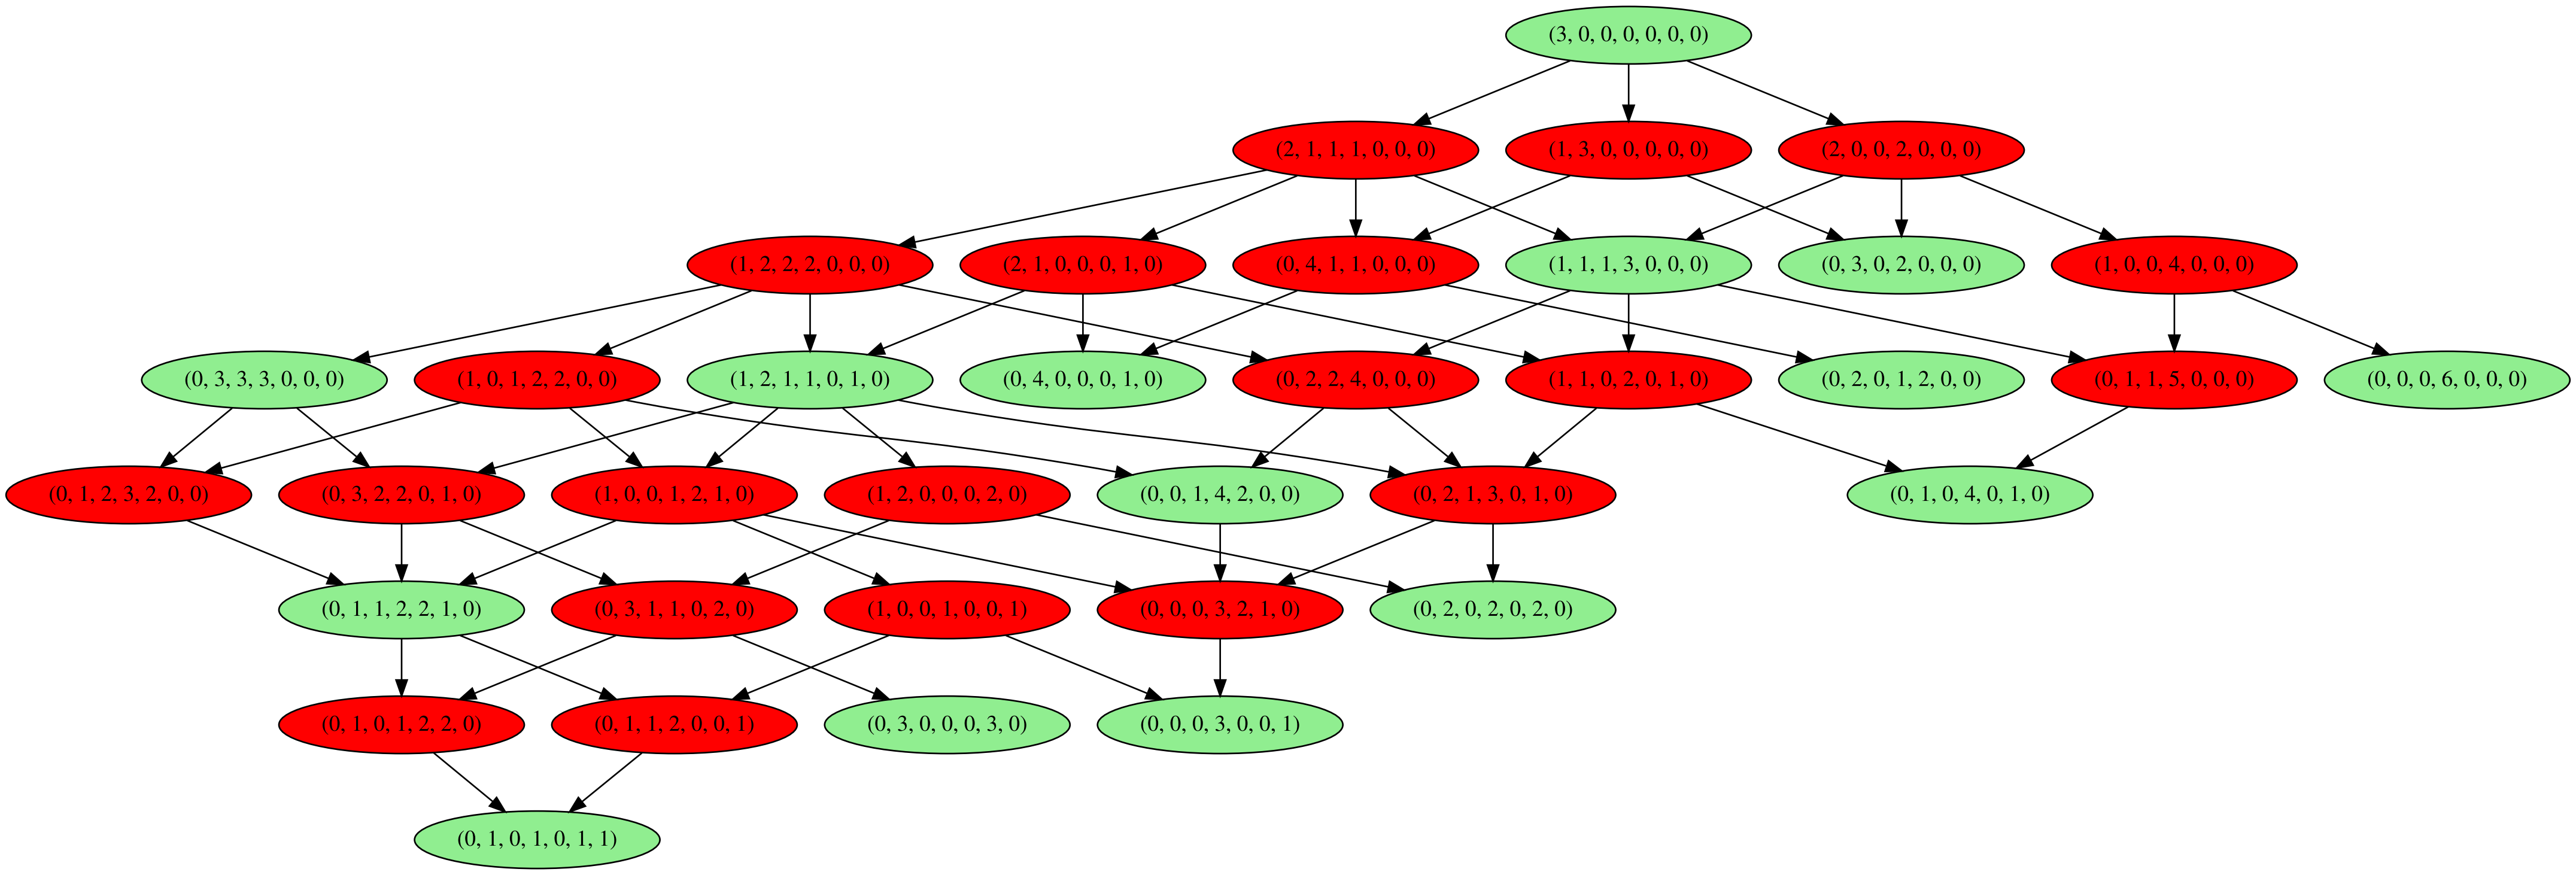 (3, 0, 0, 0, 0, 0, 0)
(2, 1, 1, 1, 0, 0, 0)
(1, 3, 0, 0, 0, 0, 0)
(2, 0, 0, 2, 0, 0, 0)
(1, 2, 2, 2, 0, 0, 0)
(2, 1, 0, 0, 0, 1, 0)
(0, 4, 1, 1, 0, 0, 0)
(1, 1, 1, 3, 0, 0, 0)
(0, 3, 0, 2, 0, 0, 0)
(1, 0, 0, 4, 0, 0, 0)
(0, 3, 3, 3, 0, 0, 0)
(1, 0, 1, 2, 2, 0, 0)
(1, 2, 1, 1, 0, 1, 0)
(0, 4, 0, 0, 0, 1, 0)
(0, 2, 2, 4, 0, 0, 0)
(1, 1, 0, 2, 0, 1, 0)
(0, 2, 0, 1, 2, 0, 0)
(0, 1, 1, 5, 0, 0, 0)
(0, 0, 0, 6, 0, 0, 0)
(0, 1, 2, 3, 2, 0, 0)
(0, 3, 2, 2, 0, 1, 0)
(1, 0, 0, 1, 2, 1, 0)
(1, 2, 0, 0, 0, 2, 0)
(0, 0, 1, 4, 2, 0, 0)
(0, 2, 1, 3, 0, 1, 0)
(0, 1, 0, 4, 0, 1, 0)
(0, 1, 1, 2, 2, 1, 0)
(0, 3, 1, 1, 0, 2, 0)
(1, 0, 0, 1, 0, 0, 1)
(0, 0, 0, 3, 2, 1, 0)
(0, 2, 0, 2, 0, 2, 0)
(0, 1, 0, 1, 2, 2, 0)
(0, 1, 1, 2, 0, 0, 1)
(0, 3, 0, 0, 0, 3, 0)
(0, 0, 0, 3, 0, 0, 1)
(0, 1, 0, 1, 0, 1, 1)